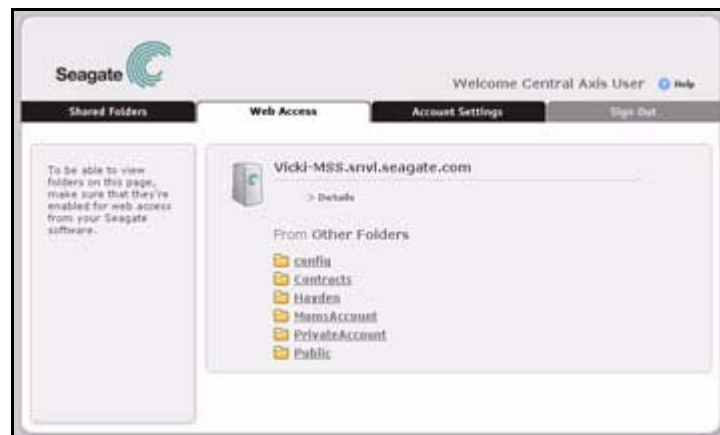 Seagate
Welcome Central Axis User Help
Shared Folders Web Access Account Settings Sign Out
To be able to view
folders on this page,
make sure that they're
enabled for web access
from your Seagate
software.
Vicki-MSS.snvl.seagate.com
> Details
From Other Folders
config
Contracts
Hayden
MomsAccount
PrivateAccount
Public